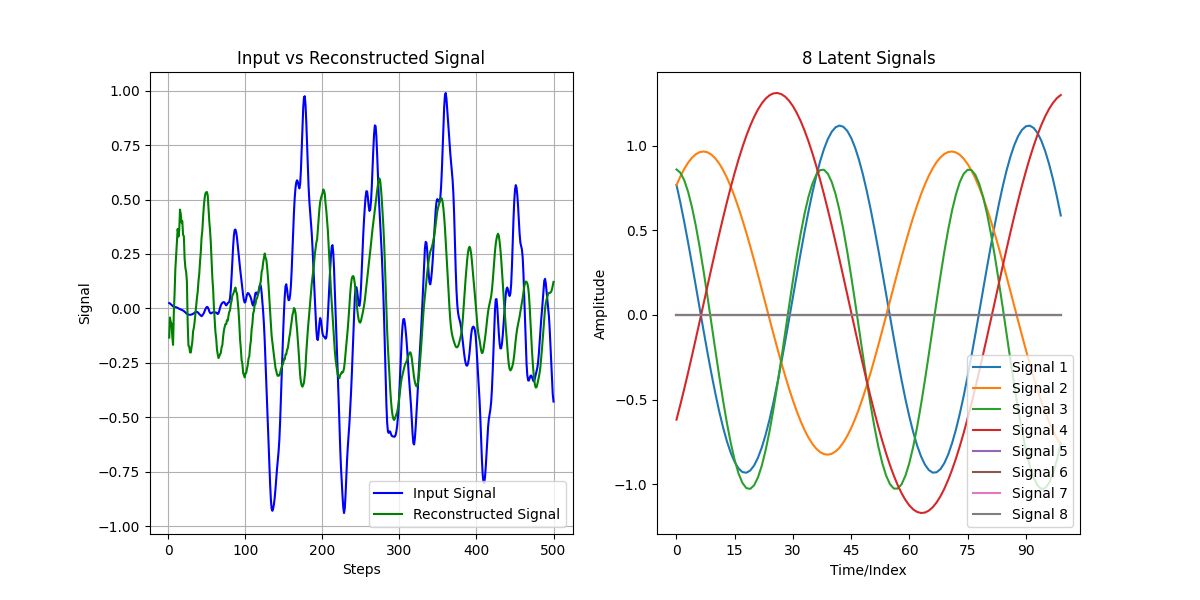 Input vs Reconstructed Signal
Signal
1.00
0.75
0.50
0.25
0.00
−0.25
−0.50
−0.75
−1.00
Input Signal
Reconstructed Signal
0 100 200 300 400 500
Steps
8 Latent Signals
Amplitude
1.0
0.5
0.0
−0.5
−1.0
Signal 1
Signal 2
Signal 3
Signal 4
Signal 5
Signal 6
Signal 7
Signal 8
0 15 30 45 60 75 90
Time/Index